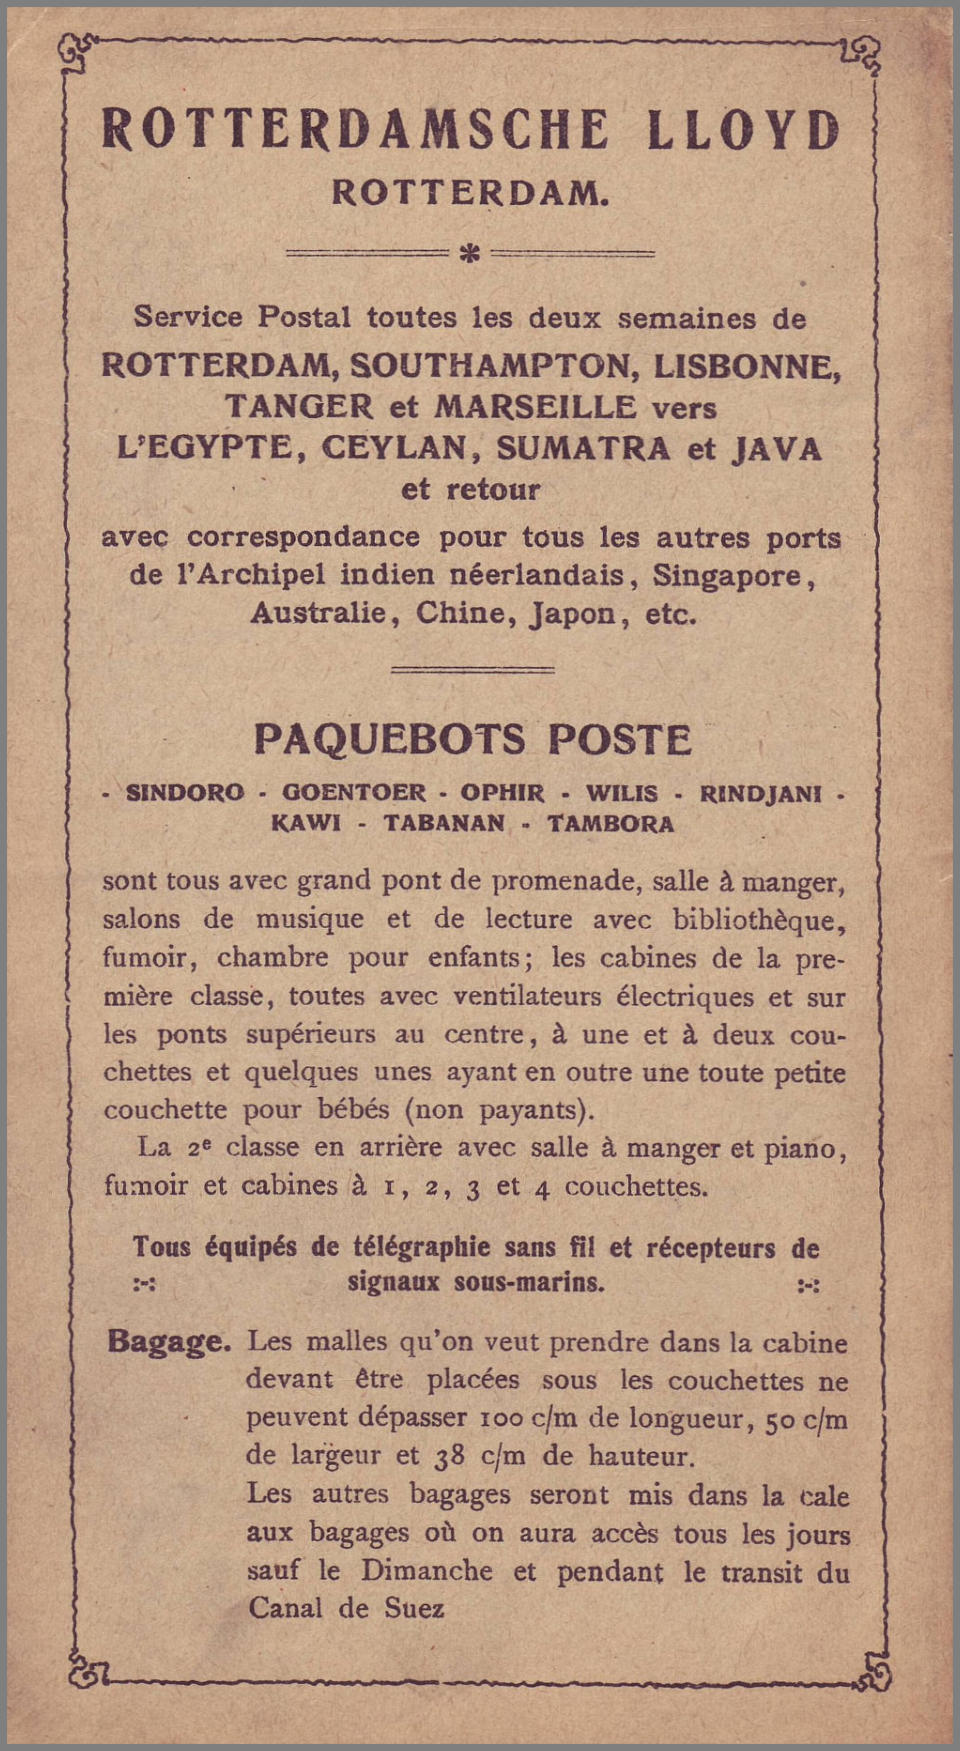 ROTTERDAMSCHE LLOYD
ROTTERDAM.
*
Service Postal toutes les deux semaines de
ROTTERDAM, SOUTHAMPTON, LISBONNE,
TANGER et MARSEILLE vers
L'EGYPTE, CEYLAN, SUMATRA et JAVA
et retour
avec correspondance pour tous les autres ports
de l'Archipel indien néerlandais, Singapore,
Australie, Chine, Japon, etc.
PAQUEBOTS POSTE
- SINDORO - GOENTOER - OPHIR - WILIS - RINDJANI -
KAWI - TABANAN - TAMBORA
sont tous avec grand pont de promenade, salle à manger,
salons de musique et de lecture avec bibliothèque,
fumoir, chambre pour enfants; les cabines de la pre-
mière classe, toutes avec ventilateurs électriques et sur
les ponts supérieurs au centre, à une et à deux cou-
chettes et quelques unes ayant en outre une toute petite
couchette pour bébés (non payants).
La 2e classe en arrière avec salle à manger et piano,
fumoir et cabines à 1, 2, 3 et 4 couchettes.
Tous équipés de télégraphie sans fil et récepteurs de
:-: signaux sous-marins. :-:
Bagage. Les malles qu'on veut prendre dans la cabine
devant être placées sous les couchettes ne
peuvent dépasser 100 c/m de longueur, 50 c/m
de largeur et 38 c/m de hauteur.
Les autres bagages seront mis dans la cale
aux bagages où on aura accès tous les jours
sauf le Dimanche et pendant le transit du
Canal de Suez